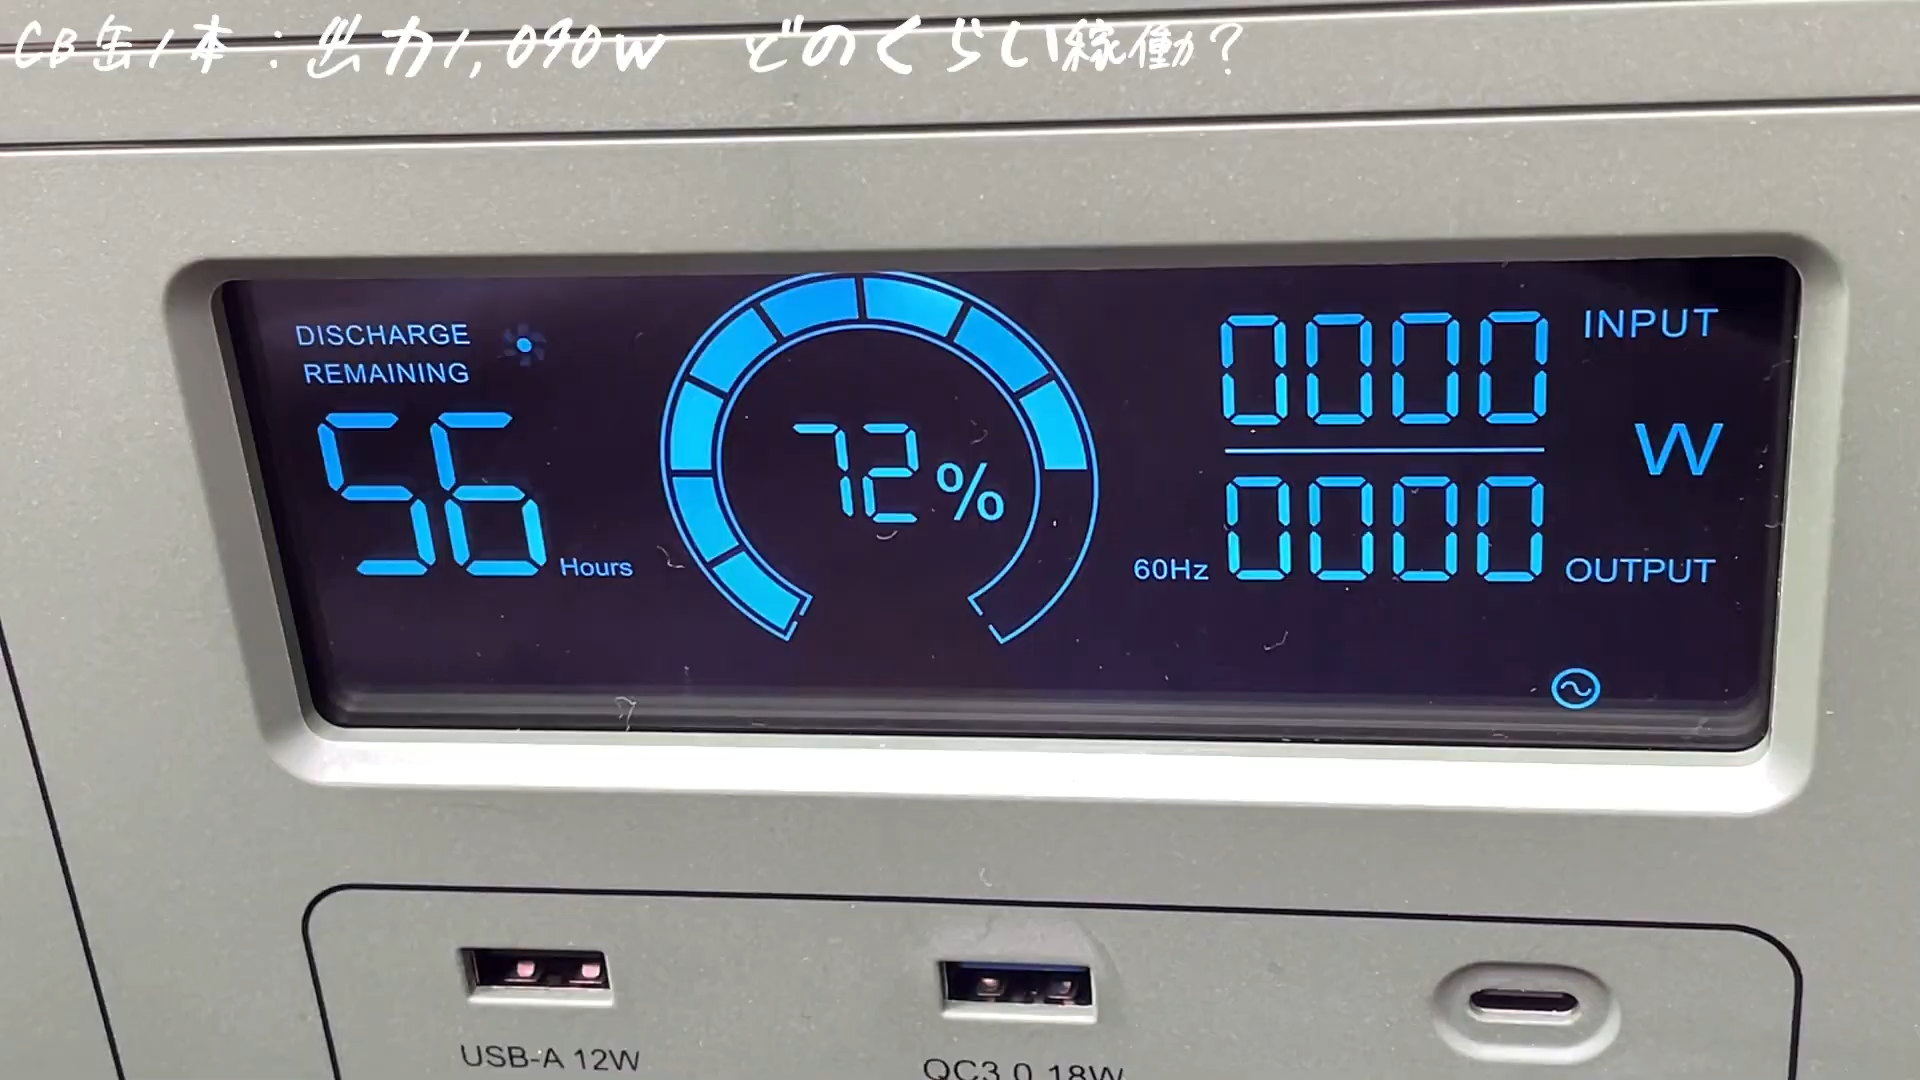 CB缶1本:出力1,090W どのくらい稼働?
DISCHARGE
REMAINING
56 Hours
72%
0000 INPUT
W
60Hz 0000 OUTPUT
USB-A 12W
QC3.0 18W